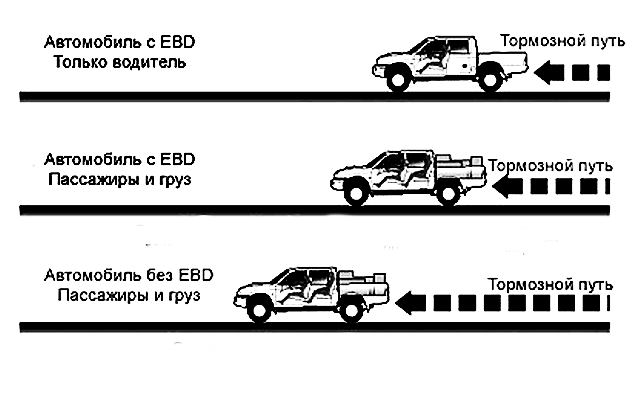 Автомобиль с EBD
Только водитель
Тормозной путь
Автомобиль с EBD
Пассажиры и груз
Тормозной путь
Автомобиль без EBD
Пассажиры и груз
Тормозной путь